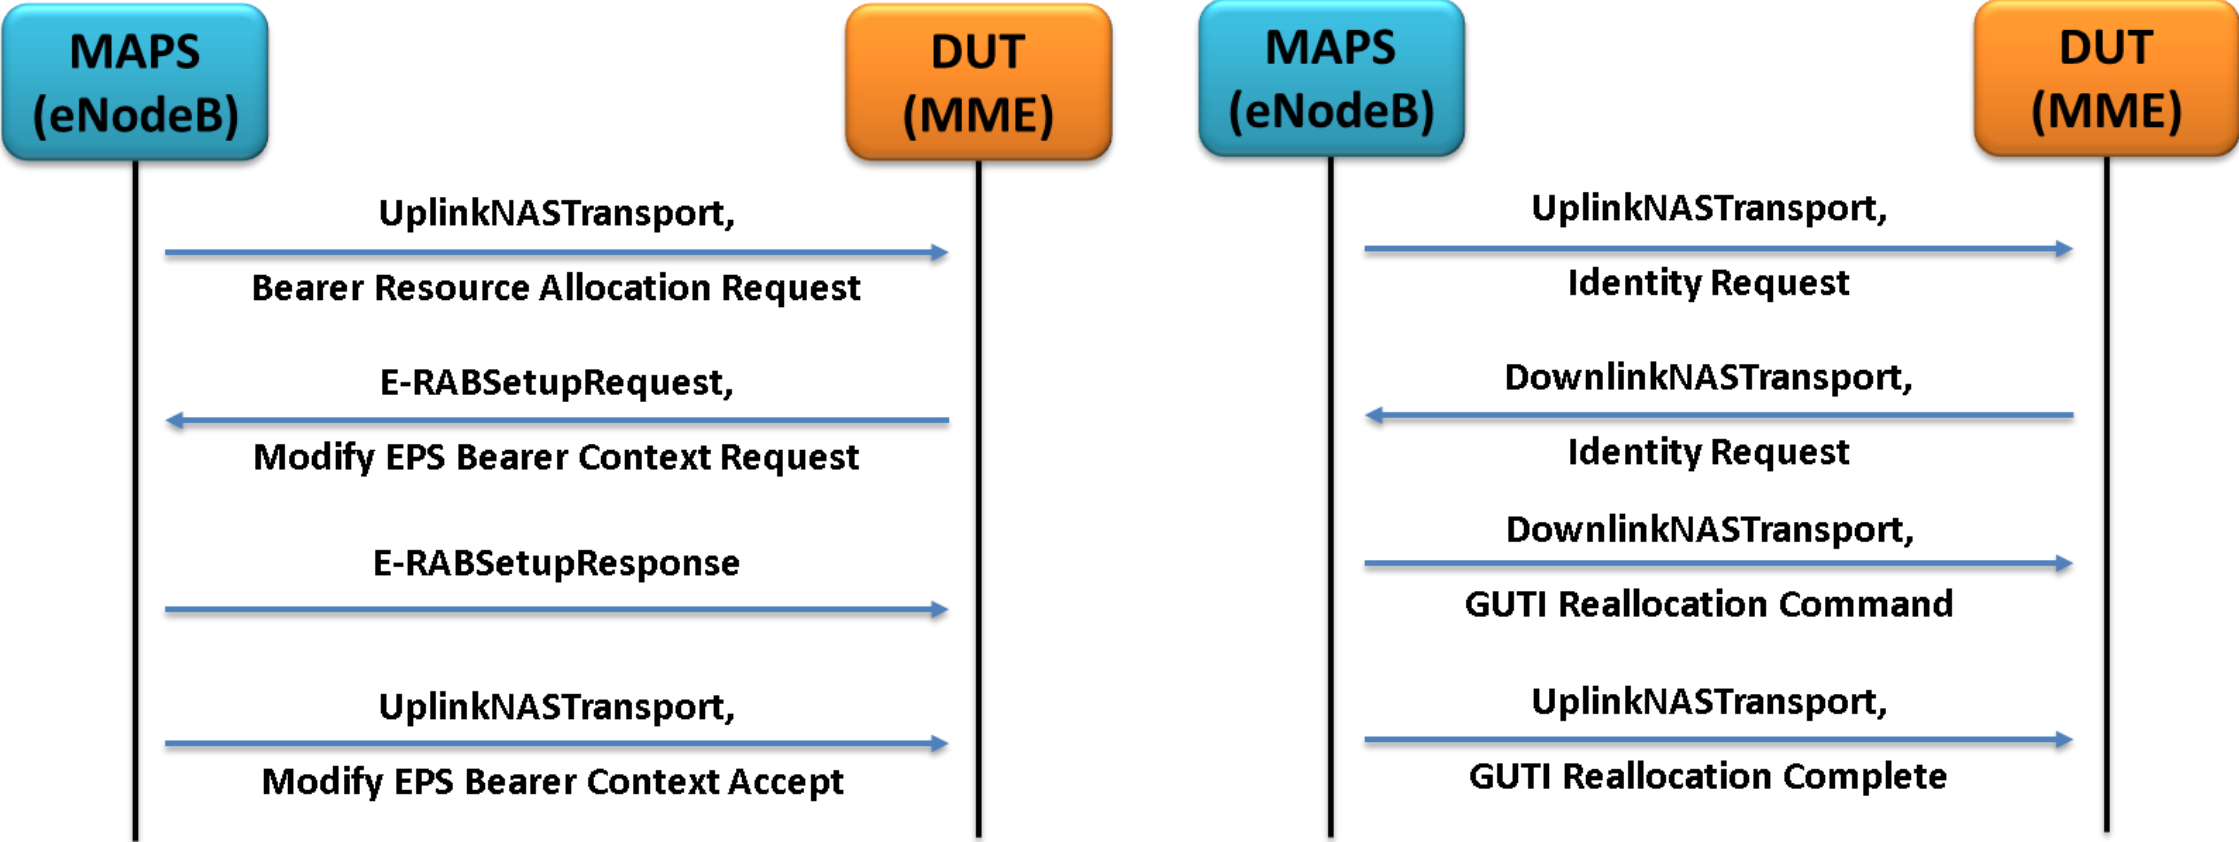 MAPS
(eNodeB)
DUT
(MME)
UplinkNASTransport,
Bearer Resource Allocation Request
E-RABSetupRequest,
Modify EPS Bearer Context Request
E-RABSetupResponse
UplinkNASTransport,
Modify EPS Bearer Context Accept
MAPS
(eNodeB)
DUT
(MME)
UplinkNASTransport,
Identity Request
DownlinkNASTransport,
Identity Request
DownlinkNASTransport,
GUTI Reallocation Command
UplinkNASTransport,
GUTI Reallocation Complete